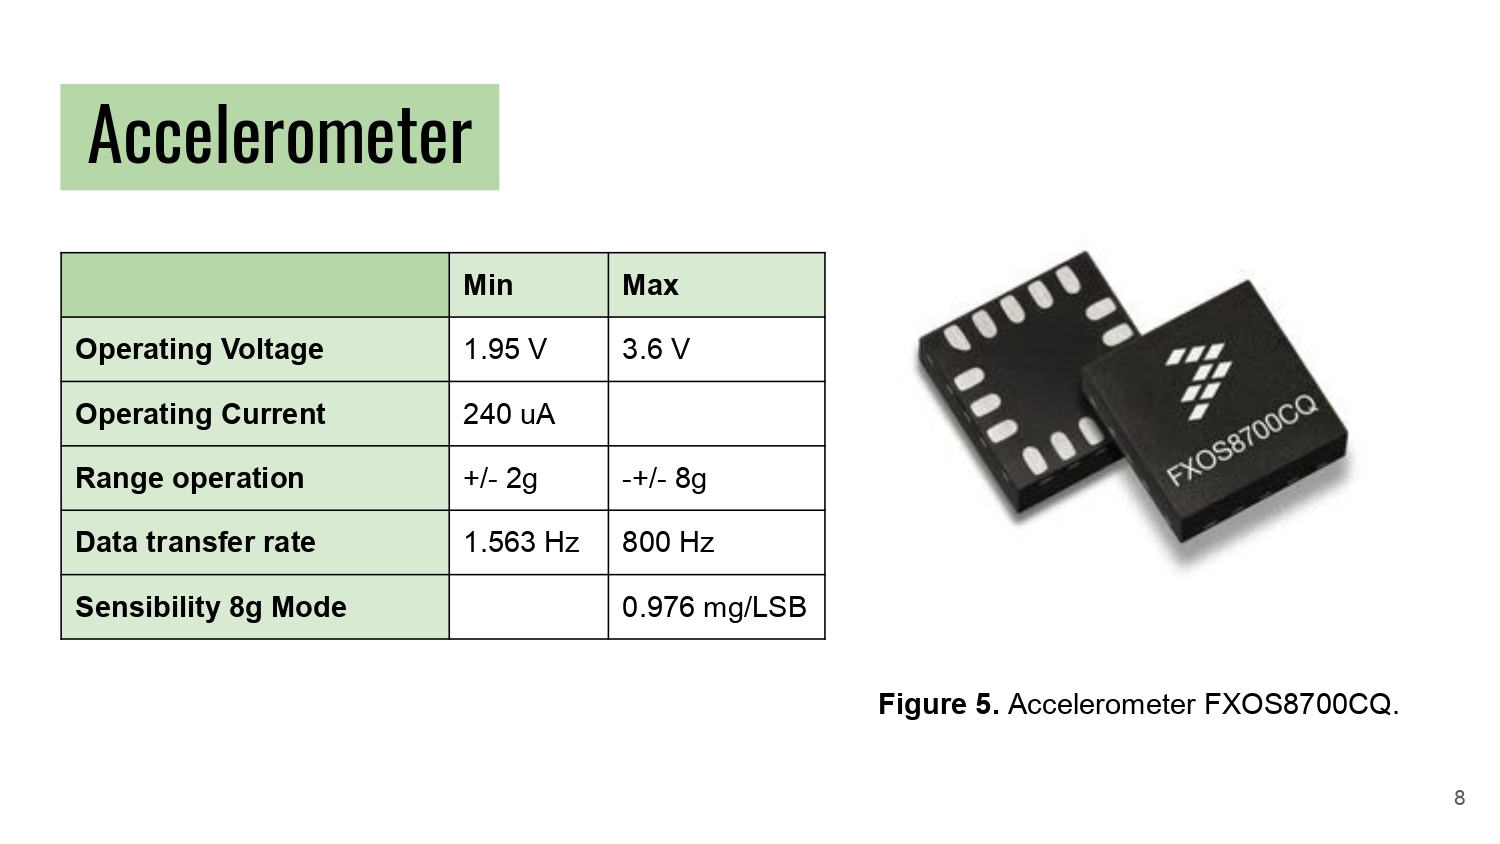 Accelerometer
Min Max
Operating Voltage 1.95 V 3.6 V
Operating Current 240 uA
Range operation +/- 2g -+/- 8g
Data transfer rate 1.563 Hz 800 Hz
Sensibility 8g Mode 0.976 mg/LSB
FXOS8700CQ
Figure 5. Accelerometer FXOS8700CQ.
8